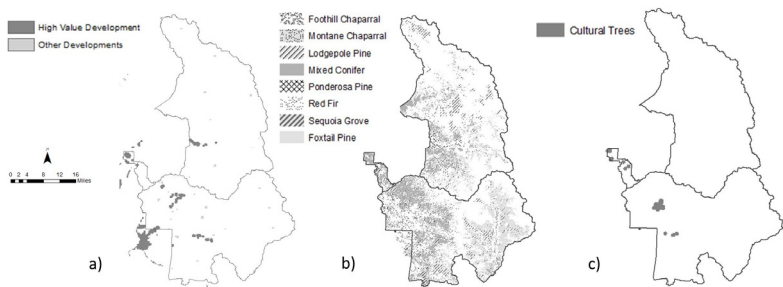 High Value Development
Other Developments
N
0 2 4 8 12 16
Miles
a)
Foothill Chaparral
Montane Chaparral
Lodgepole Pine
Mixed Conifer
Ponderosa Pine
Red Fir
Sequoia Grove
Foxtail Pine
b)
Cultural Trees
c)